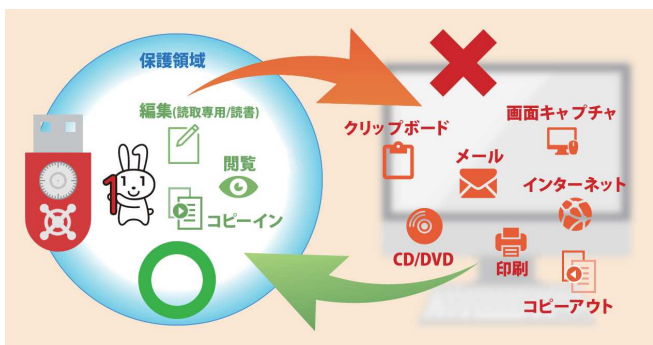 保護領域
編集(読取専用/読書)
閲覧
コピーイン
1
クリップボード
画面キャプチャ
メール
インターネット
CD/DVD
印刷
コピーアウト